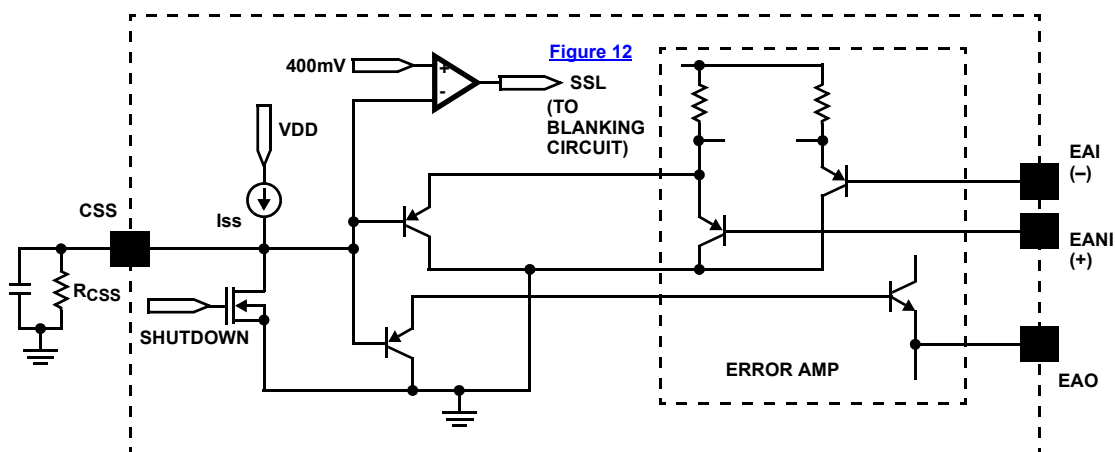 Figure 12
400mV
+
-
SSL
(TO
BLANKING
CIRCUIT)
VDD
EAI
(–)
CSS
ISS
EANI
(+)
RCSS
SHUTDOWN
ERROR AMP
EAO